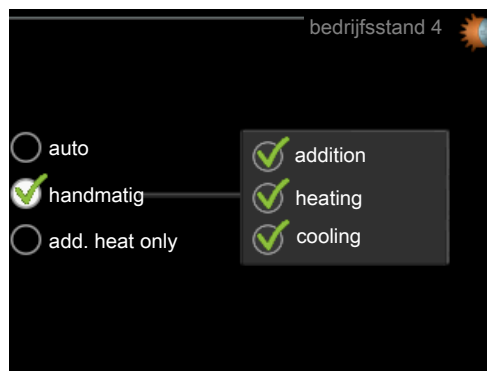 bedrijfsstand 4
auto
handmatig
add. heat only
addition
heating
cooling